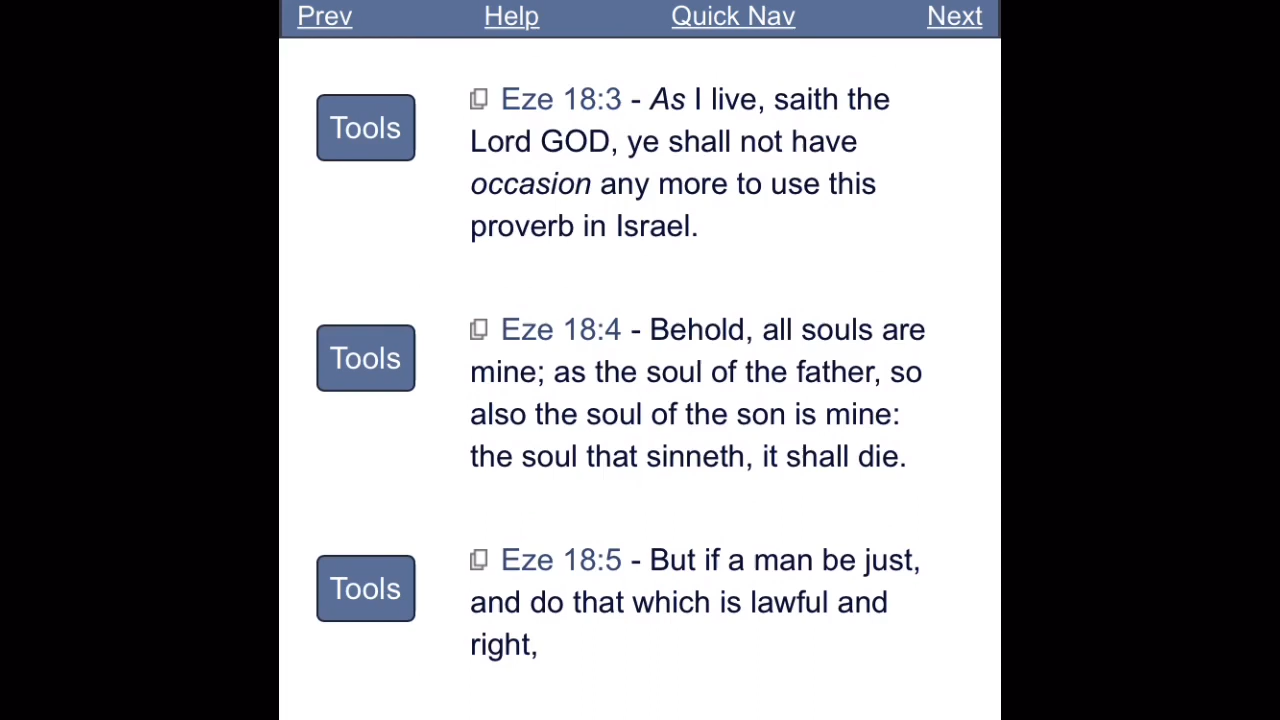 Prev Help Quick Nav Next
Tools
Eze 18:3 - As I live, saith the
Lord GOD, ye shall not have
occasion any more to use this
proverb in Israel.
Tools
Eze 18:4 - Behold, all souls are
mine; as the soul of the father, so
also the soul of the son is mine:
the soul that sinneth, it shall die.
Tools
Eze 18:5 - But if a man be just,
and do that which is lawful and
right,